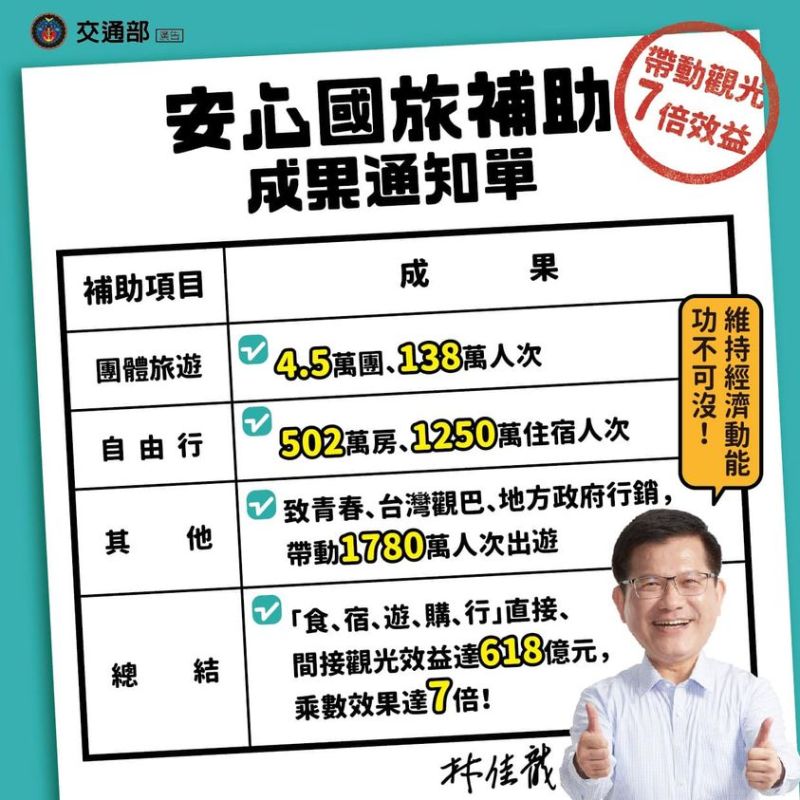 交通部 廣告
安心國旅補助
成果通知單
帶動觀光
7倍效益
補助項目 成果
團體旅遊 4.5萬團、138萬人次
自由行 502萬房、1250萬住宿人次
其他 致青春、台灣觀巴、地方政府行銷，
帶動1780萬人次出遊
總結 「食、宿、遊、購、行」直接、
間接觀光效益達618億元，
乘數效果達7倍！
維持經濟動能
功不可沒！
林佳龍